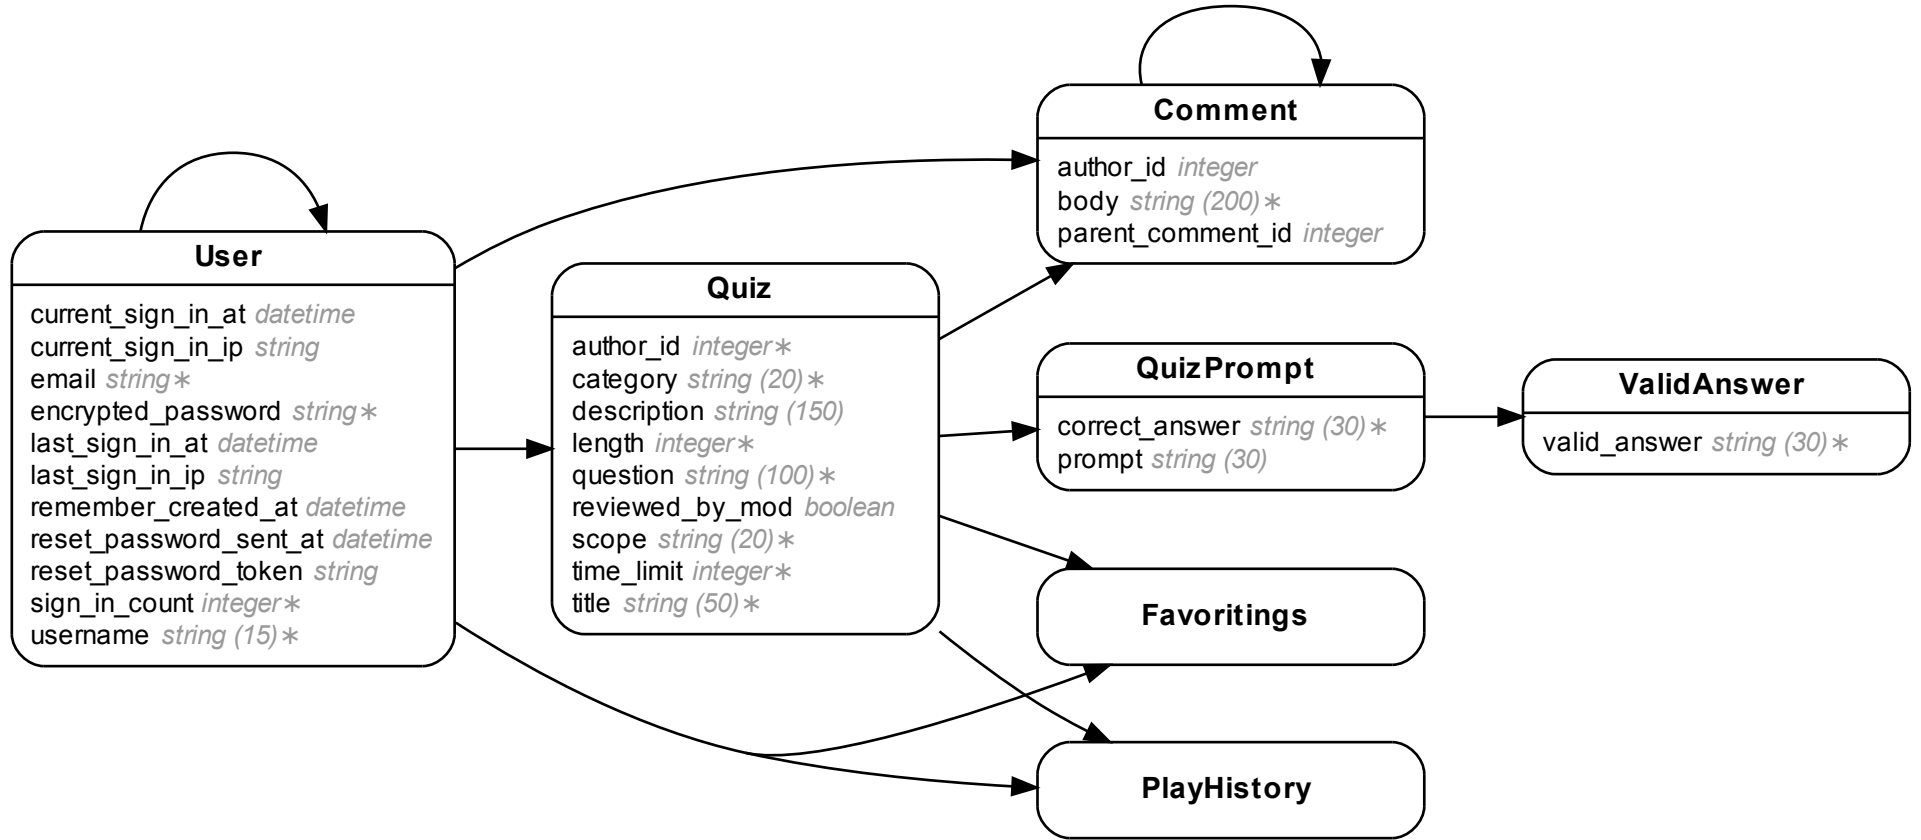 User
current_sign_in_at datetime
current_sign_in_ip string
email string∗
encrypted_password string∗
last_sign_in_at datetime
last_sign_in_ip string
remember_created_at datetime
reset_password_sent_at datetime
reset_password_token string
sign_in_count integer∗
username string (15)∗
Quiz
author_id integer∗
category string (20)∗
description string (150)
length integer∗
question string (100)∗
reviewed_by_mod boolean
scope string (20)∗
time_limit integer∗
title string (50)∗
Comment
author_id integer
body string (200)∗
parent_comment_id integer
QuizPrompt
correct_answer string (30)∗
prompt string (30)
ValidAnswer
valid_answer string (30)∗
Favoritings
PlayHistory